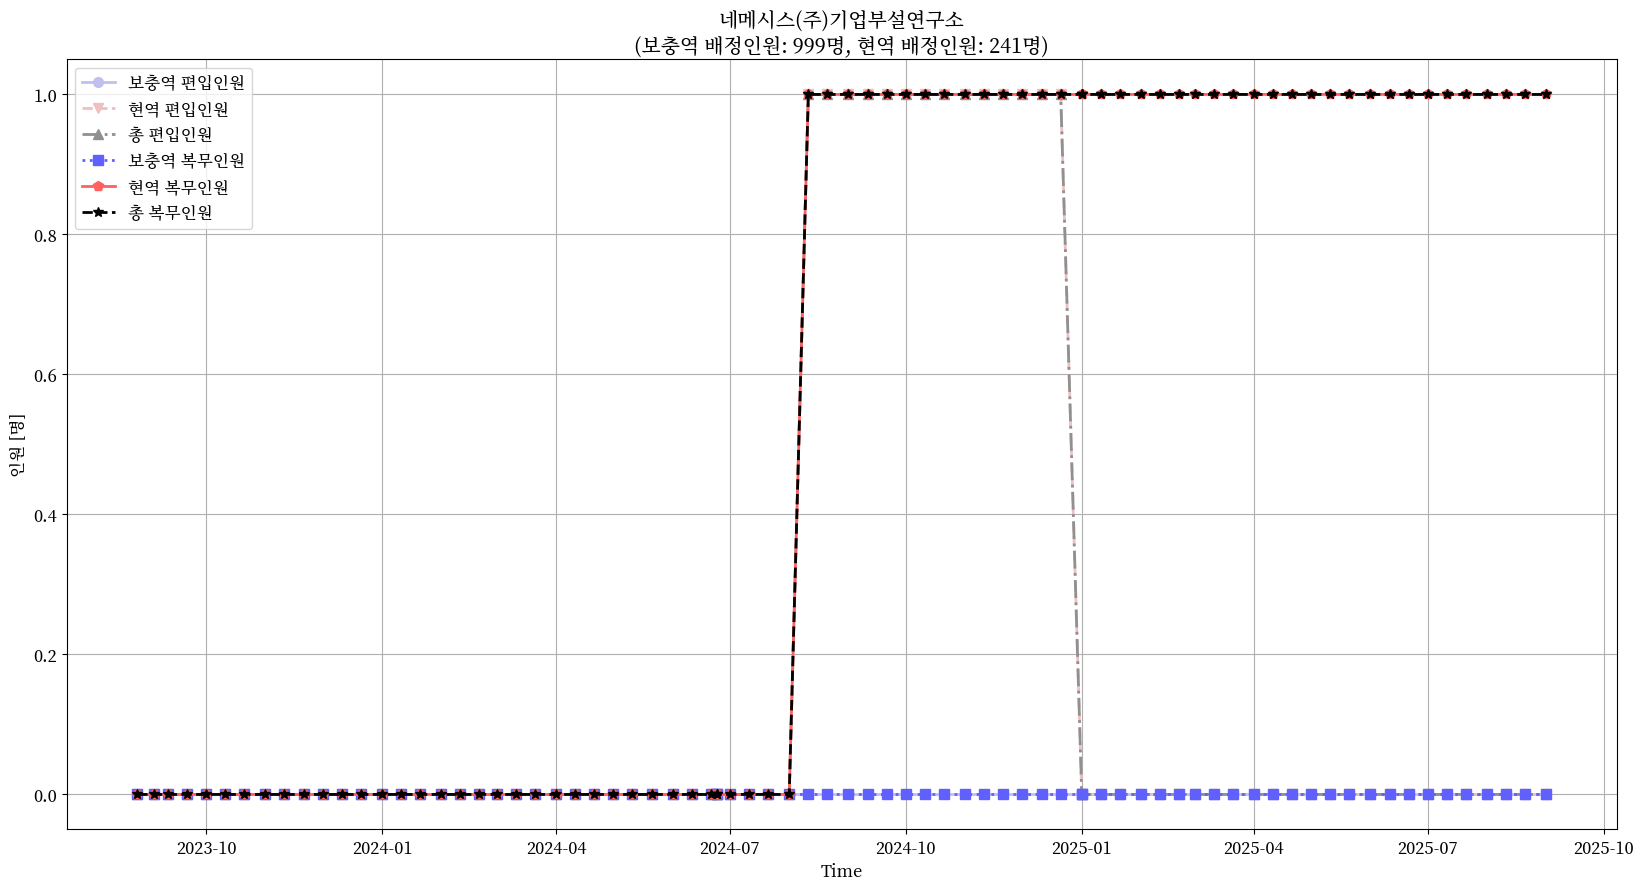 네메시스(주)기업부설연구소
(보충역 배정인원: 999명, 현역 배정인원: 241명)
보충역 편입인원
현역 편입인원
총 편입인원
보충역 복무인원
현역 복무인원
총 복무인원
1.0
0.8
0.6
0.4
0.2
0.0
인원 [명]
2023-10
2024-01
2024-04
2024-07
2024-10
2025-01
2025-04
2025-07
2025-10
Time